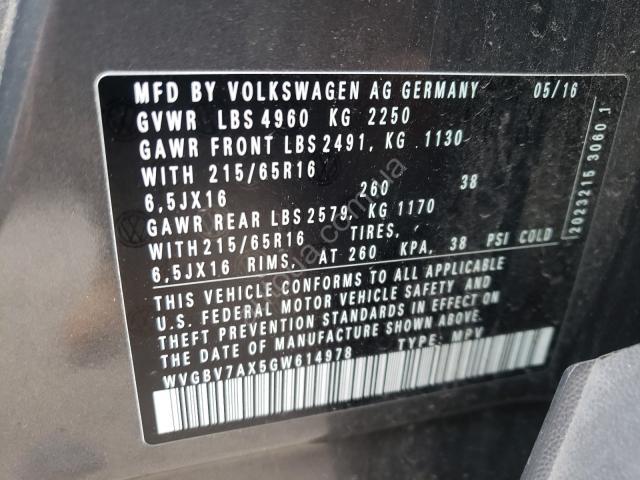 MFD BY VOLKSWAGEN AG GERMANY 05/16
GVWR LBS 4960 KG 2250
GAWR FRONT LBS 2491, KG 1130
WITH 215/65R16
6,5JX16 260 38
GAWR REAR LBS 2579, KG 1170
WITH 215/65R16 TIRES,
6,5JX16 RIMS, AT 260 KPA, 38 PSI COLD
THIS VEHICLE CONFORMS TO ALL APPLICABLE
U.S. FEDERAL MOTOR VEHICLE SAFETY AND
THEFT PREVENTION STANDARDS IN EFFECT ON
THE DATE OF MANUFACTURE SHOWN ABOVE.
WVGBV7AX5GW614978 TYPE: MPV
2023215 3060 1